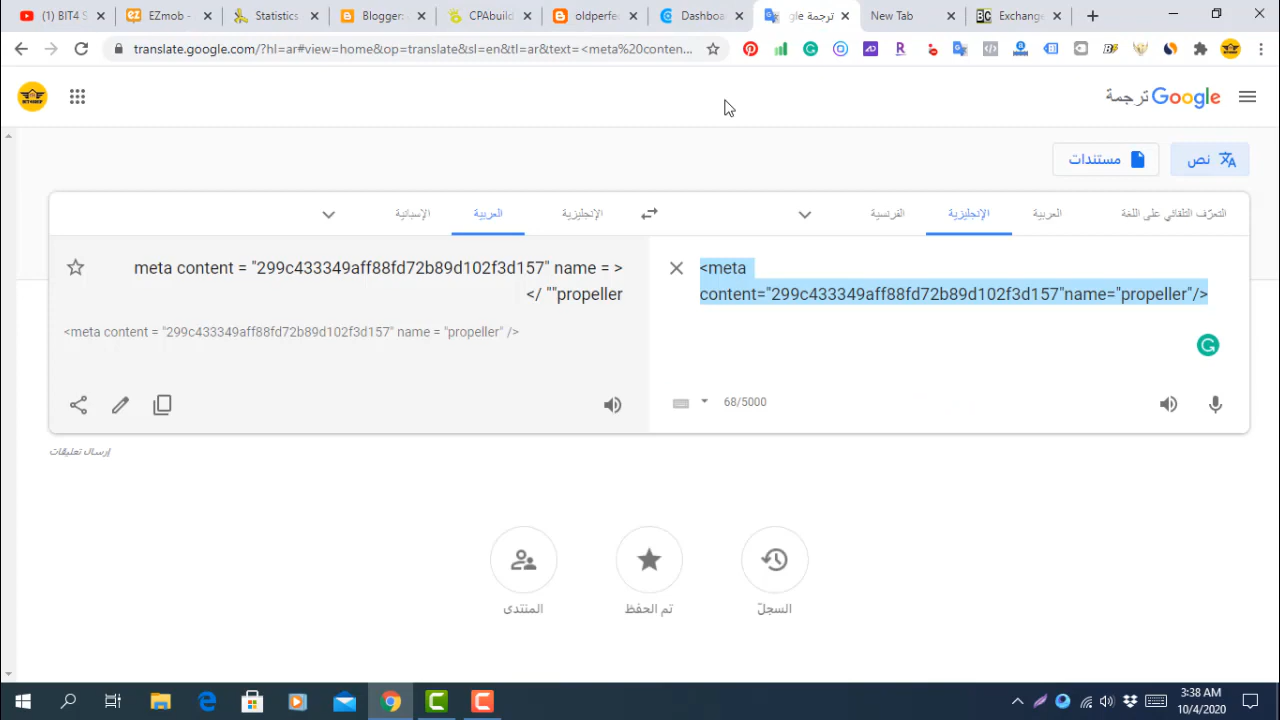 (1) BIT4 S
EZmob -
Statistics
Blogger:
CPAbuild
oldperfe
Dashboa
ترجمة gle
New Tab
Exchange
translate.google.com/?hl=ar#view=home&op=translate&sl=en&tl=ar&text=<meta%20conten...
ترجمة Google
نص
مستندات
التعرّف التلقائي على اللغة
العربية
الإنجليزية
الفرنسية
الإنجليزية
العربية
الإسبانية
<meta
content="299c433349aff88fd72b89d102f3d157"name="propeller"/>
68/5000
meta content = "299c433349aff88fd72b89d102f3d157" name = >
</ ""propeller
<meta content = "299c433349aff88fd72b89d102f3d157" name = "propeller" />
إرسال تعليقات
السجلّ
تم الحفظ
المنتدى
3:38 AM
10/4/2020